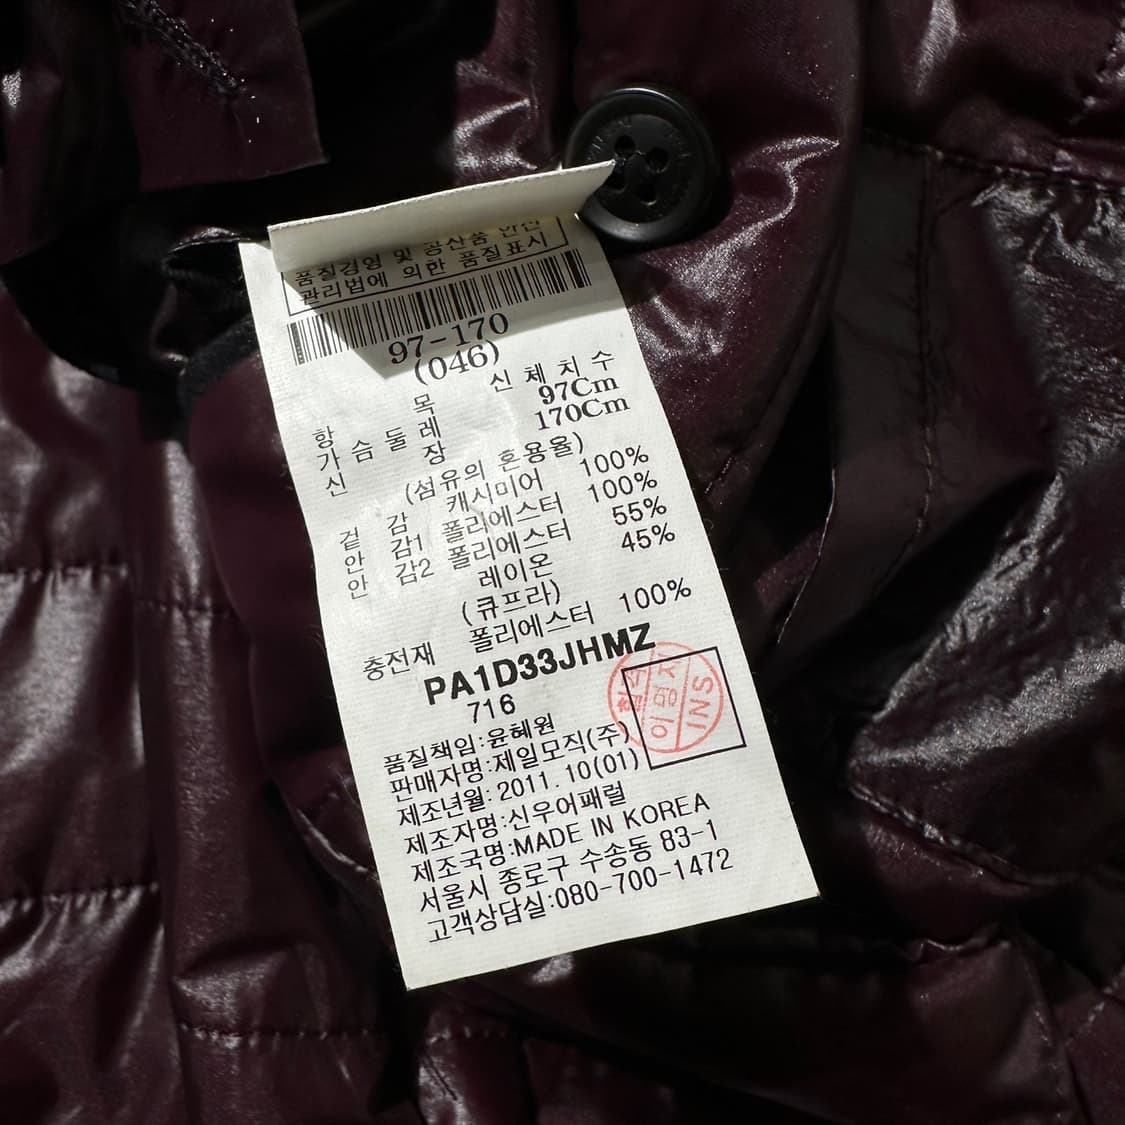 품질경영 및 공산품 안전
관리법에 의한 품질표시
97-170
(046)
항목 신체치수
가슴둘레 97Cm
신장 170Cm
(섬유의 혼용율)
겉감 캐시미어 100%
안감1 폴리에스터 100%
안감2 폴리에스터 55%
레이온 45%
(큐프라)
충전재 폴리에스터 100%
PA1D33JHMZ
716
품질책임:윤혜원
판매자명:제일모직(주)
제조년월: 2011. 10(01)
제조자명:신우어패럴
제조국명:MADE IN KOREA
서울시 종로구 수송동 83-1
고객상담실:080-700-1472
이명지
INS